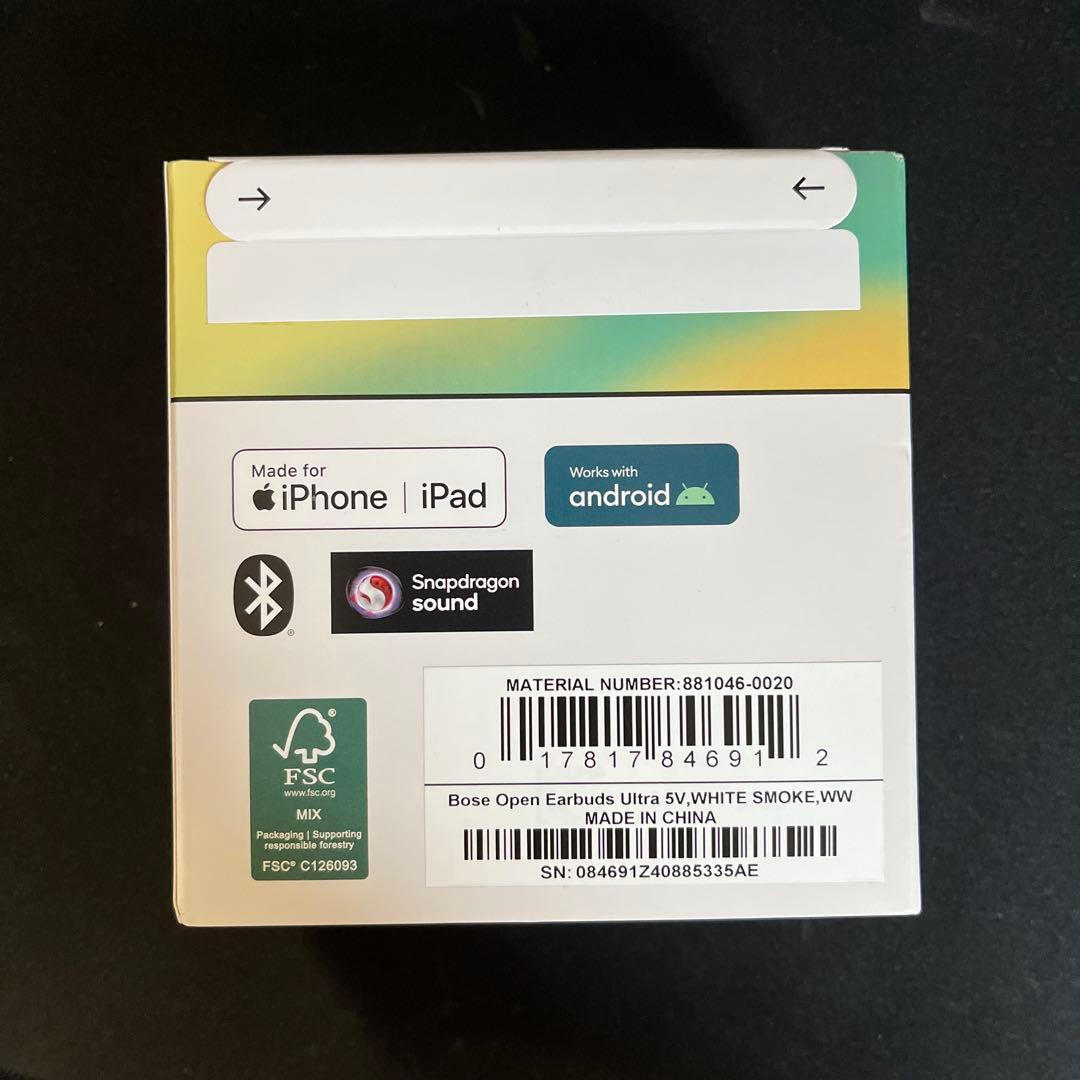 → ←
Made for
iPhone | iPad
Works with
android
®
Snapdragon
sound
MATERIAL NUMBER:881046-0020
0 17817 84691 2
Bose Open Earbuds Ultra 5V,WHITE SMOKE,WW
MADE IN CHINA
SN: 084691Z40885335AE
®
FSC
www.fsc.org
MIX
Packaging | Supporting
responsible forestry
FSC® C126093